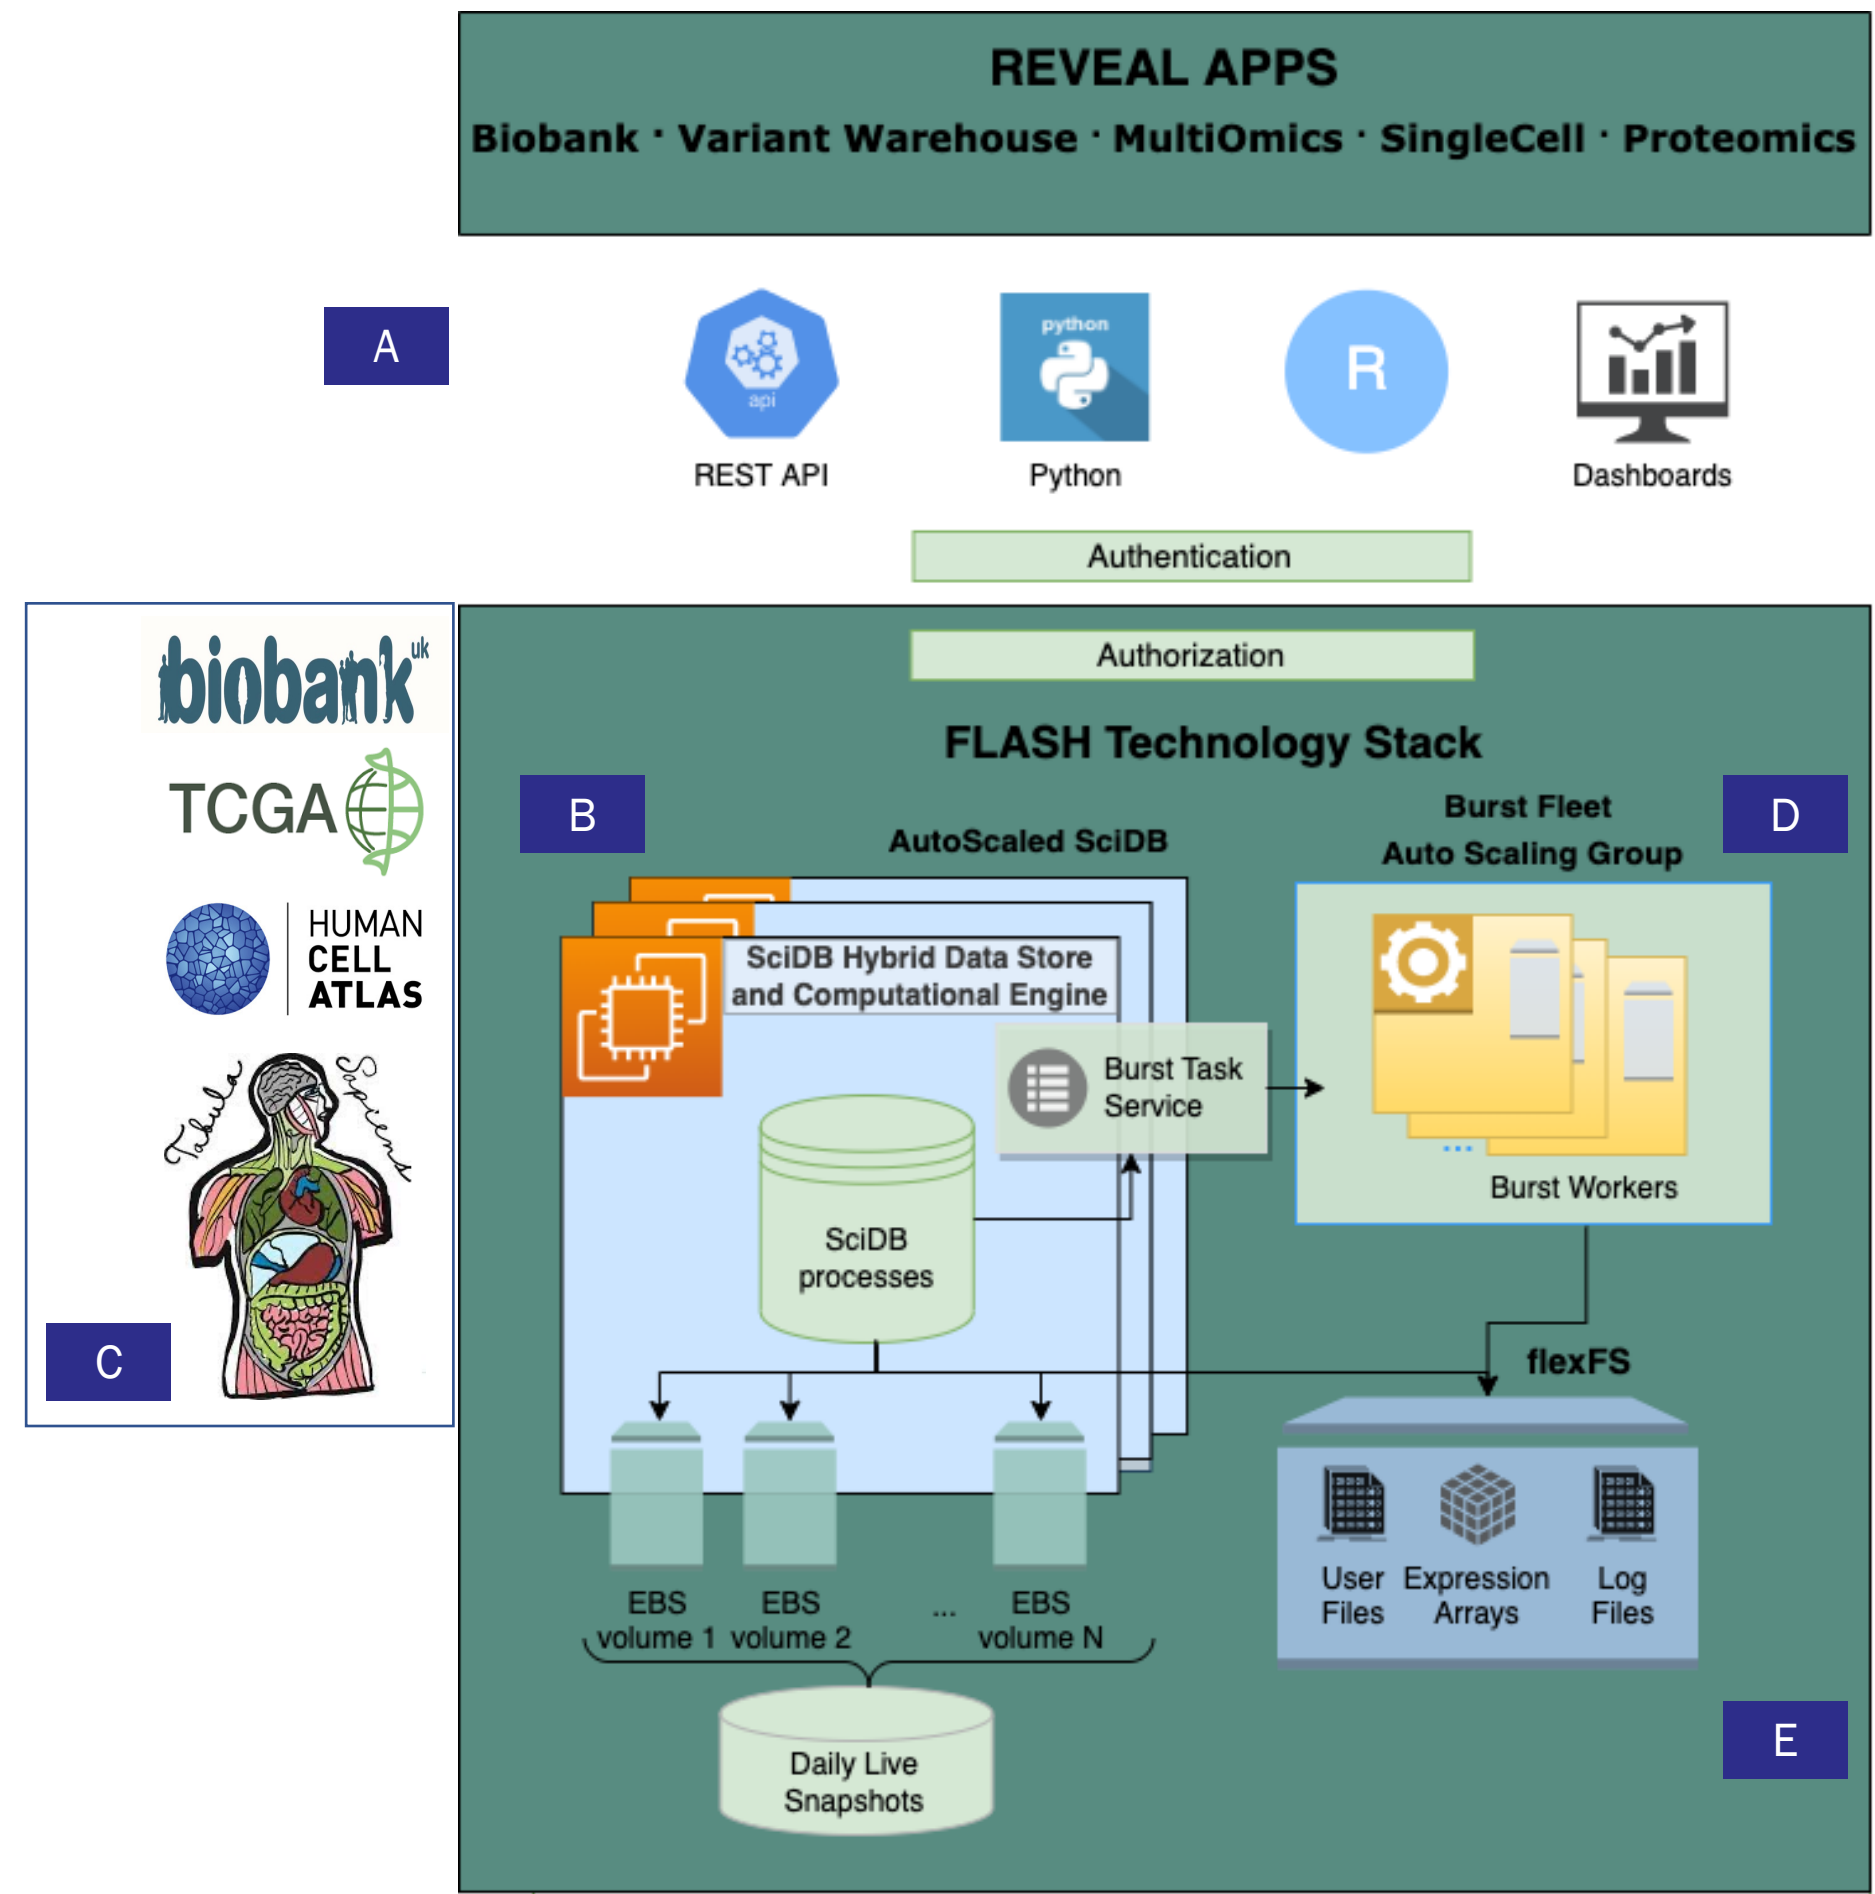 REVEAL APPS
Biobank · Variant Warehouse · MultiOmics · SingleCell · Proteomics
A
api
python
R
REST API
Python
Dashboards
Authentication
biobank uk
TCGA
HUMAN
CELL
ATLAS
Tabula
Sapiens
C
Authorization
FLASH Technology Stack
B
D
AutoScaled SciDB
Burst Fleet
Auto Scaling Group
SciDB Hybrid Data Store
and Computational Engine
Burst Task
Service
...
Burst Workers
SciDB
processes
flexFS
User
Files
Expression
Arrays
Log
Files
EBS
volume 1
EBS
volume 2
...
EBS
volume N
Daily Live
Snapshots
E